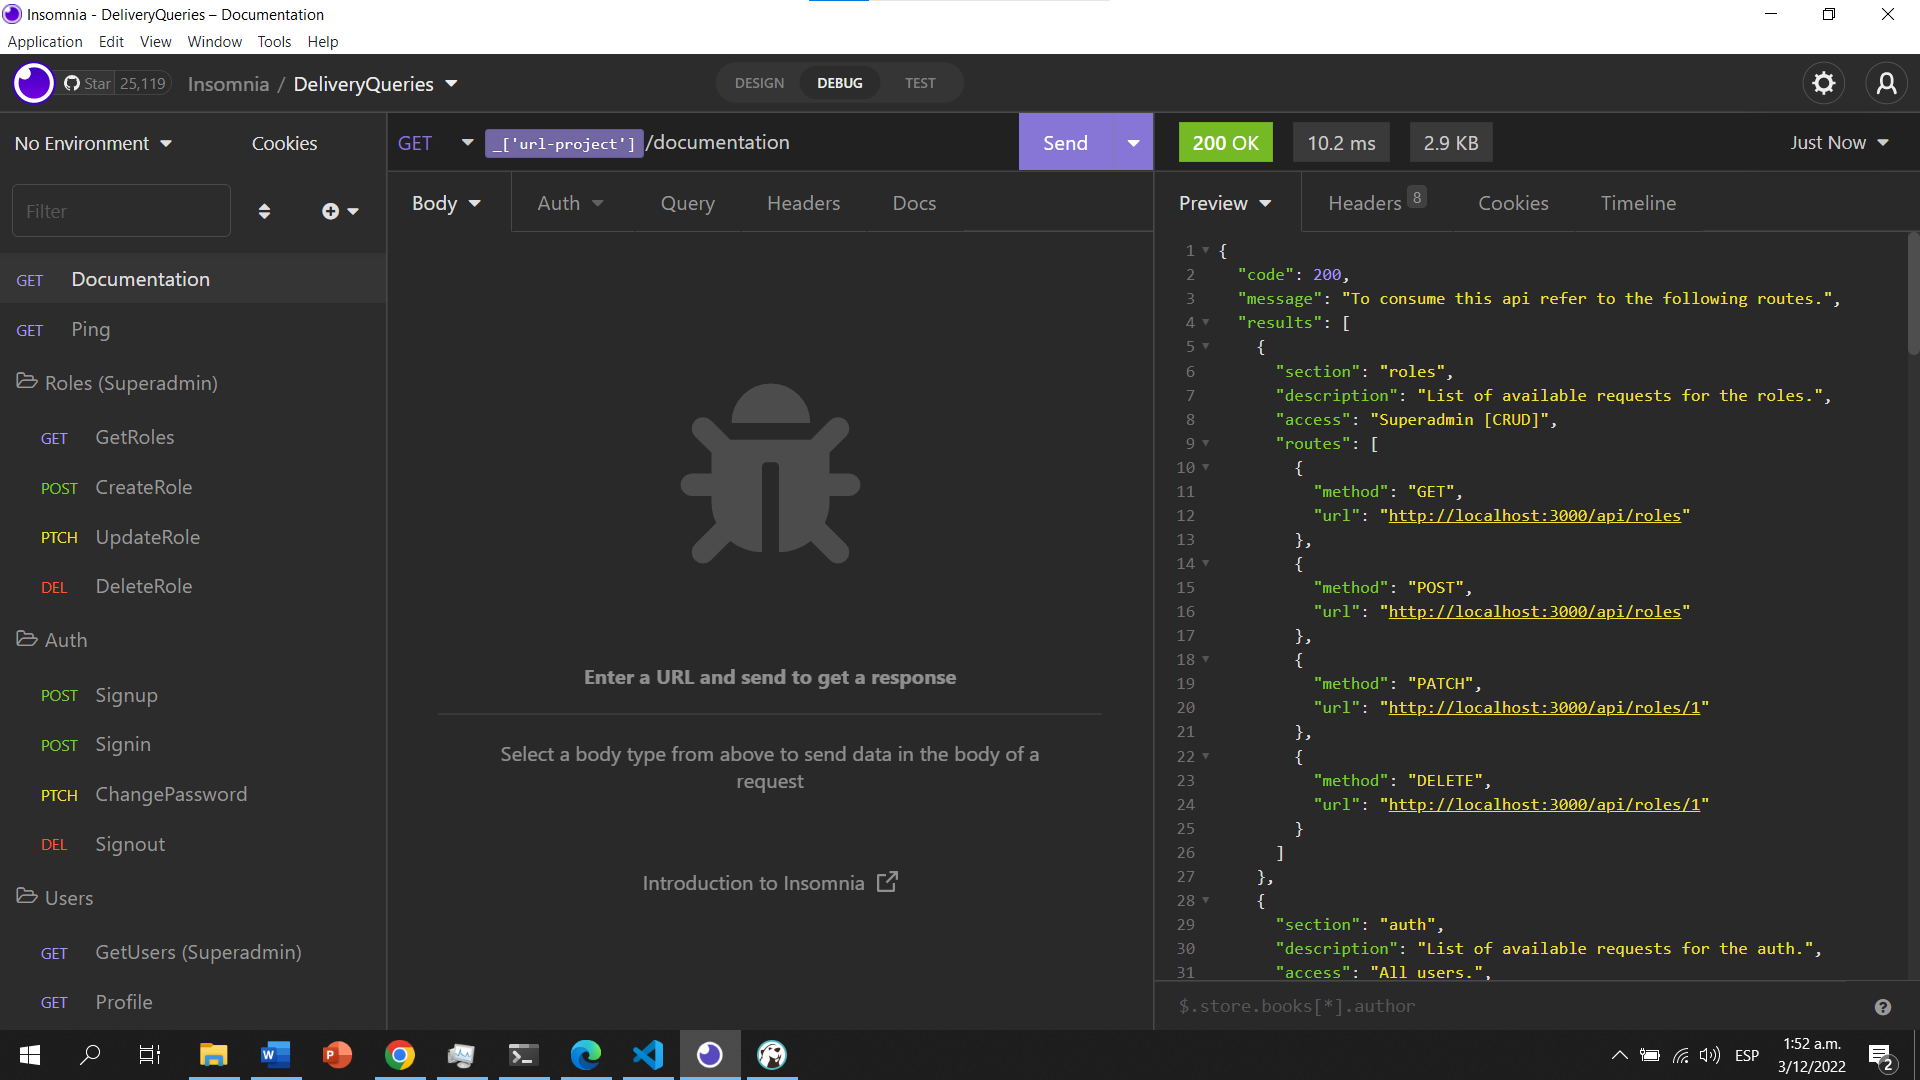 Insomnia - DeliveryQueries – Documentation
Application Edit View Window Tools Help
Star 25,119 Insomnia / DeliveryQueries DESIGN DEBUG TEST
No Environment Cookies
Filter
GET Documentation
GET Ping
Roles (Superadmin)
GET GetRoles
POST CreateRole
PTCH UpdateRole
DEL DeleteRole
Auth
POST Signup
POST Signin
PTCH ChangePassword
DEL Signout
Users
GET GetUsers (Superadmin)
GET Profile
GET _['url-project']/documentation Send
Body Auth Query Headers Docs
Enter a URL and send to get a response
Select a body type from above to send data in the body of a
request
Introduction to Insomnia
200 OK 10.2 ms 2.9 KB Just Now
Preview Headers 8 Cookies Timeline
1 {
2 "code": 200,
3 "message": "To consume this api refer to the following routes.",
4 "results": [
5 {
6 "section": "roles",
7 "description": "List of available requests for the roles.",
8 "access": "Superadmin [CRUD]",
9 "routes": [
10 {
11 "method": "GET",
12 "url": "http://localhost:3000/api/roles"
13 },
14 {
15 "method": "POST",
16 "url": "http://localhost:3000/api/roles"
17 },
18 {
19 "method": "PATCH",
20 "url": "http://localhost:3000/api/roles/1"
21 },
22 {
23 "method": "DELETE",
24 "url": "http://localhost:3000/api/roles/1"
25 }
26 ]
27 },
28 {
29 "section": "auth",
30 "description": "List of available requests for the auth.",
31 "access": "All users.",
$.store.books[*].author
ESP
1:52 a.m.
3/12/2022
2